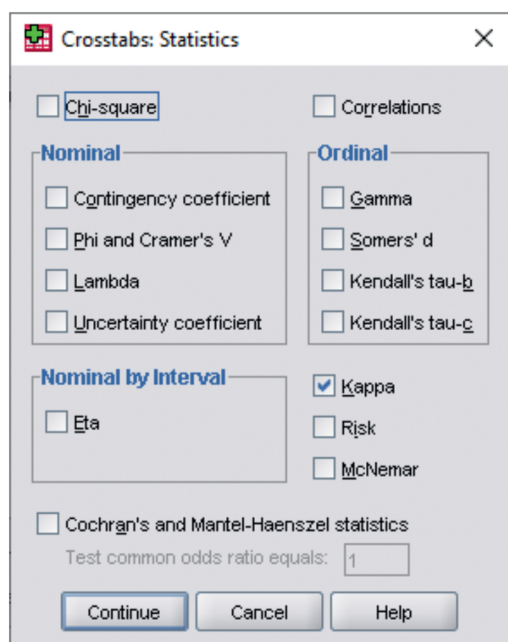 Crosstabs: Statistics
Chi-square
Correlations
Nominal
Contingency coefficient
Phi and Cramer's V
Lambda
Uncertainty coefficient
Ordinal
Gamma
Somers' d
Kendall's tau-b
Kendall's tau-c
Nominal by Interval
Eta
Kappa
Risk
McNemar
Cochran's and Mantel-Haenszel statistics
Test common odds ratio equals: 1
Continue
Cancel
Help